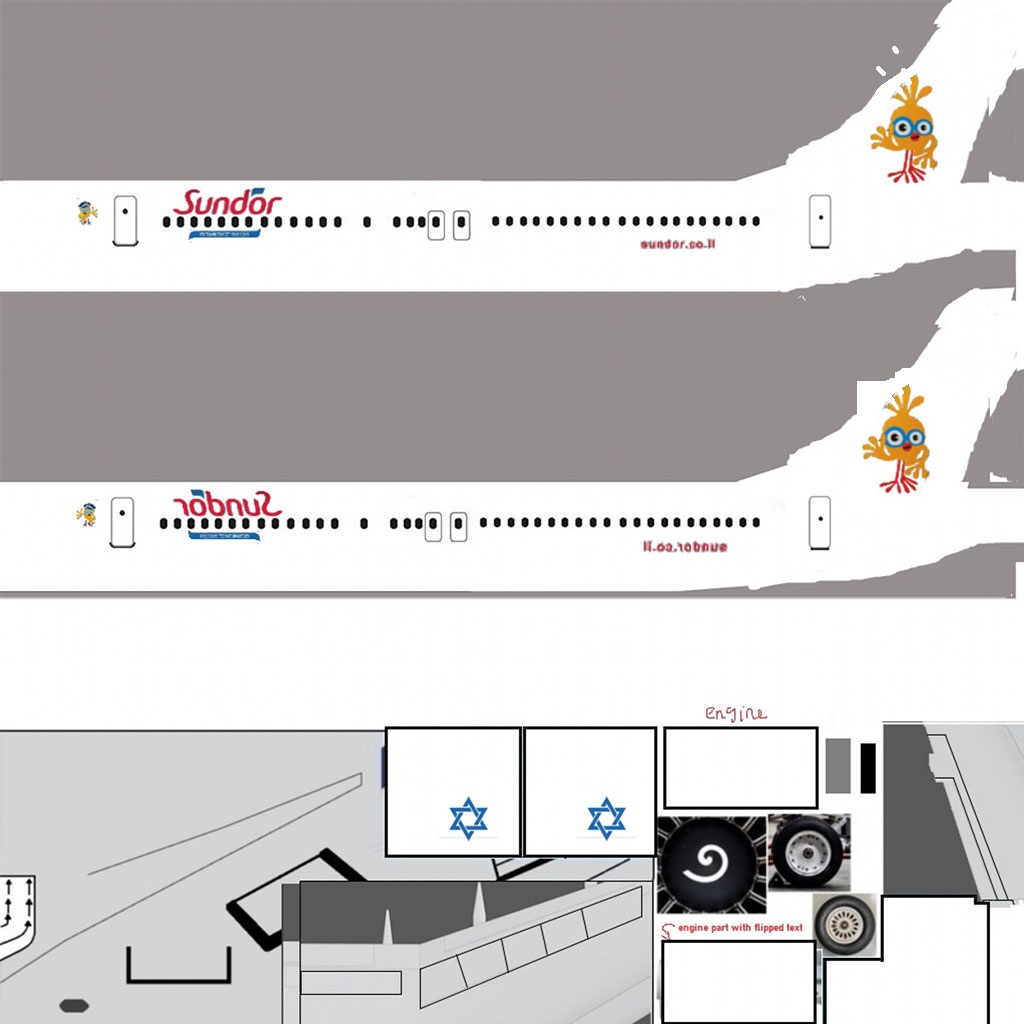 Sundor
sundor.co.il
Sundor
sundor.co.il
engine
engine part with flipped text